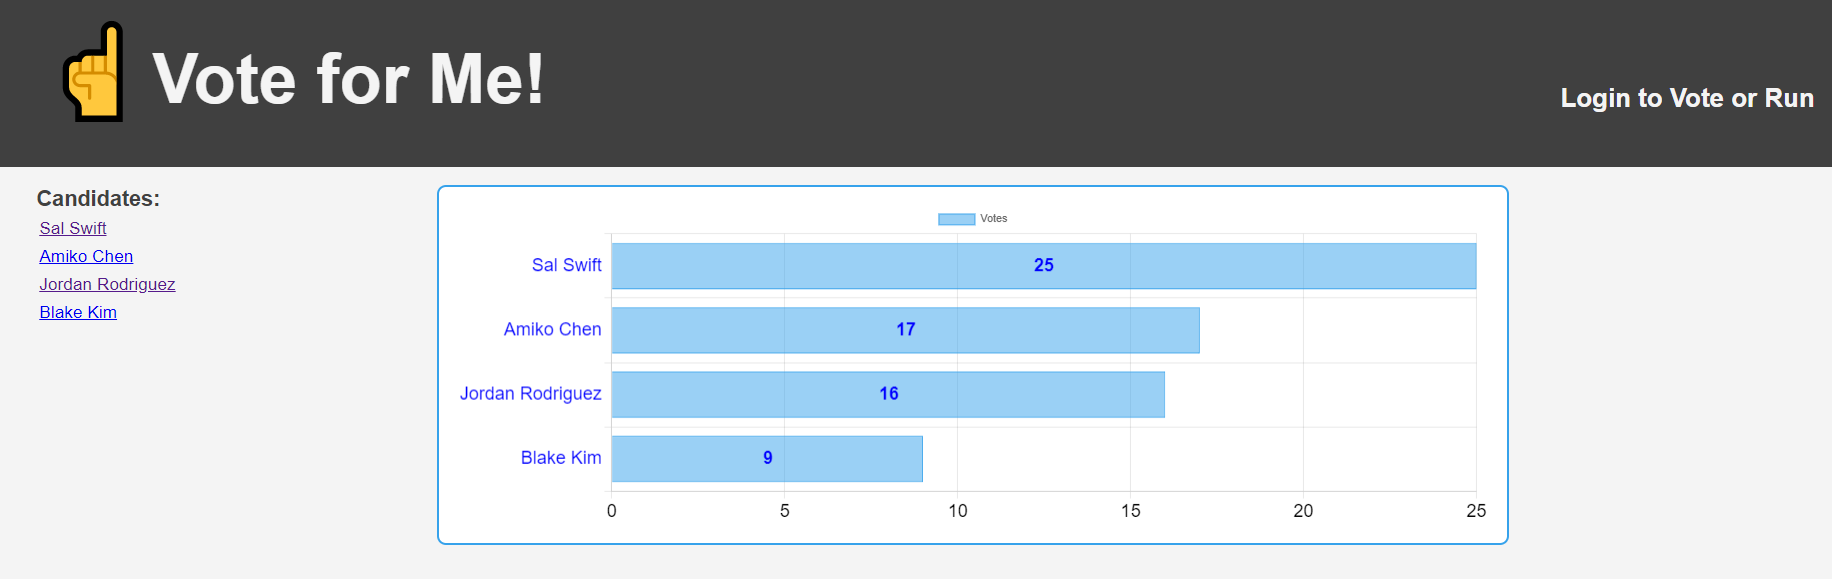 Vote for Me!
Login to Vote or Run
Candidates:
Sal Swift
Amiko Chen
Jordan Rodriguez
Blake Kim
Votes
Sal Swift 25
Amiko Chen 17
Jordan Rodriguez 16
Blake Kim 9
0 5 10 15 20 25